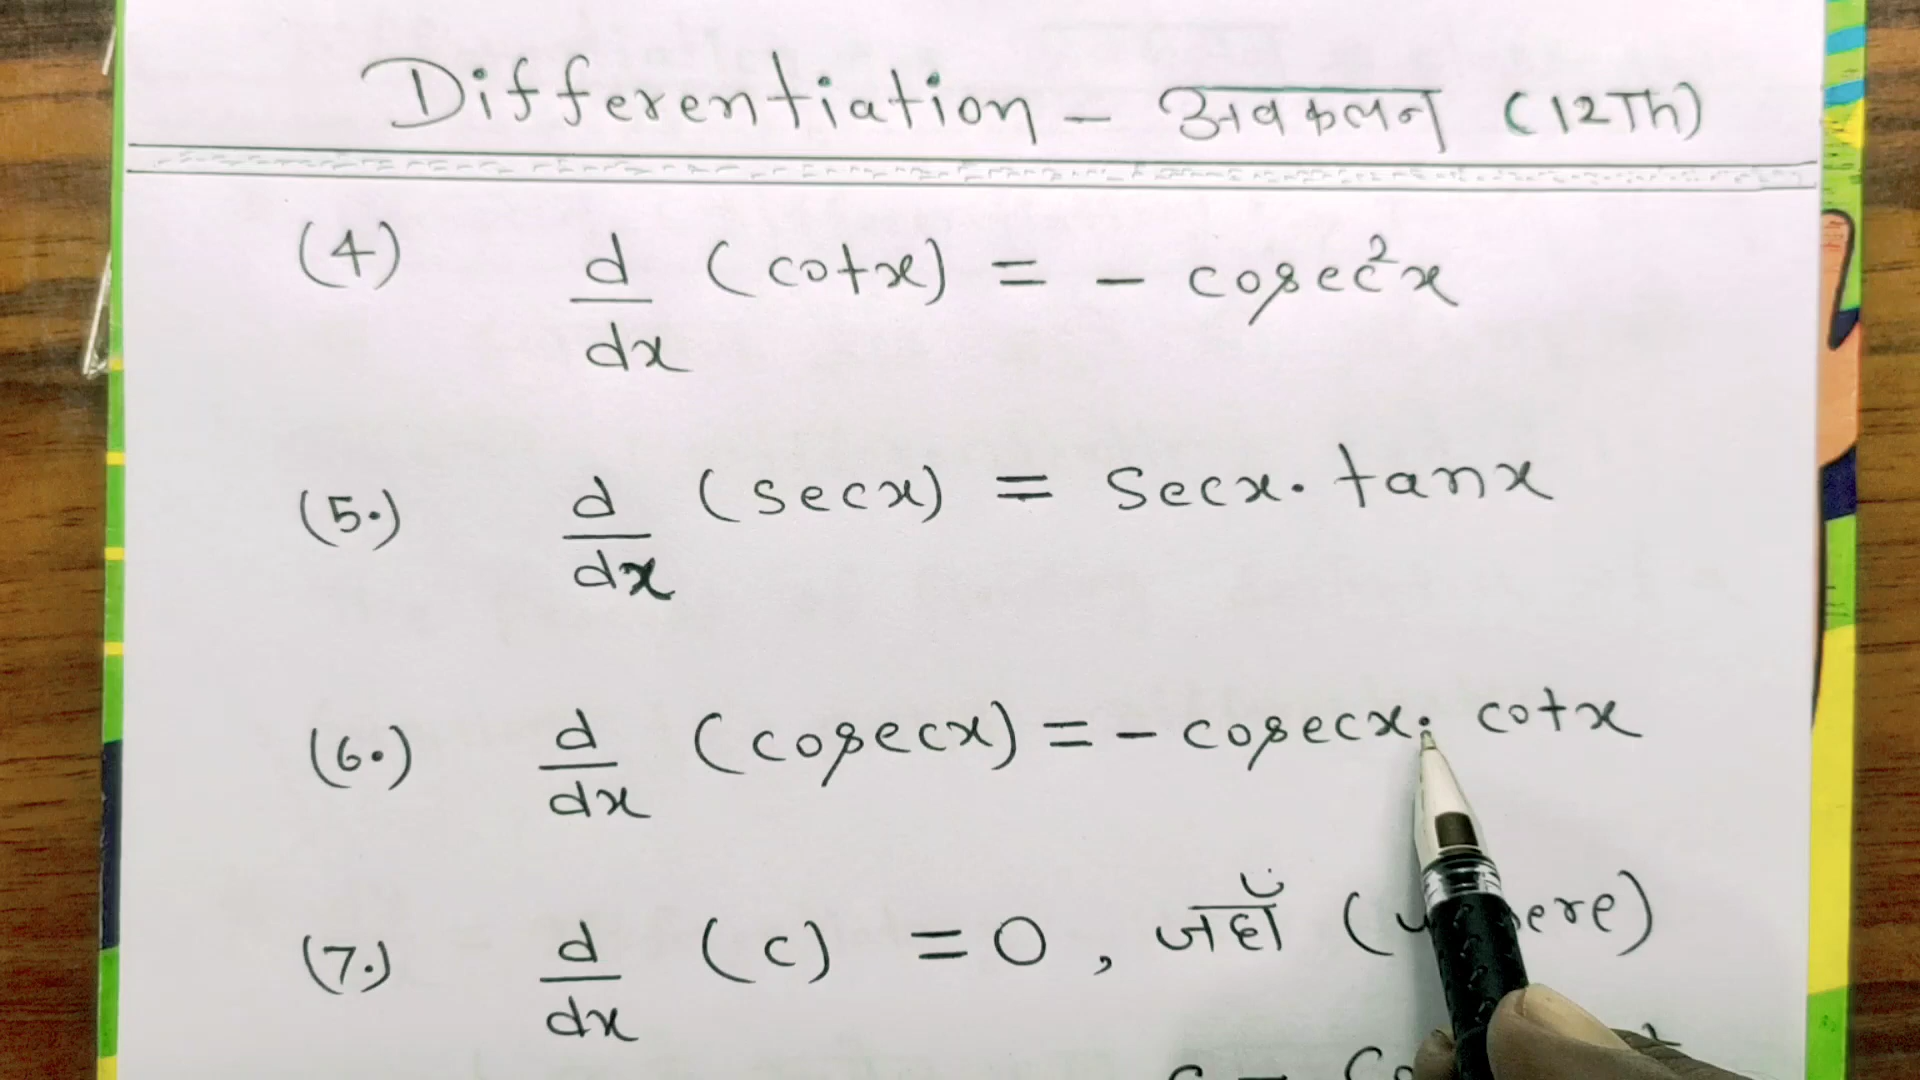 Differentiation - अवकलन (12Th)
(4) d/dx (cotx) = - cosec²x
(5.) d/dx (secx) = secx. tanx
(6.) d/dx (cosecx) = - cosecx. cotx
(7.) d/dx (c) = 0, जहाँ